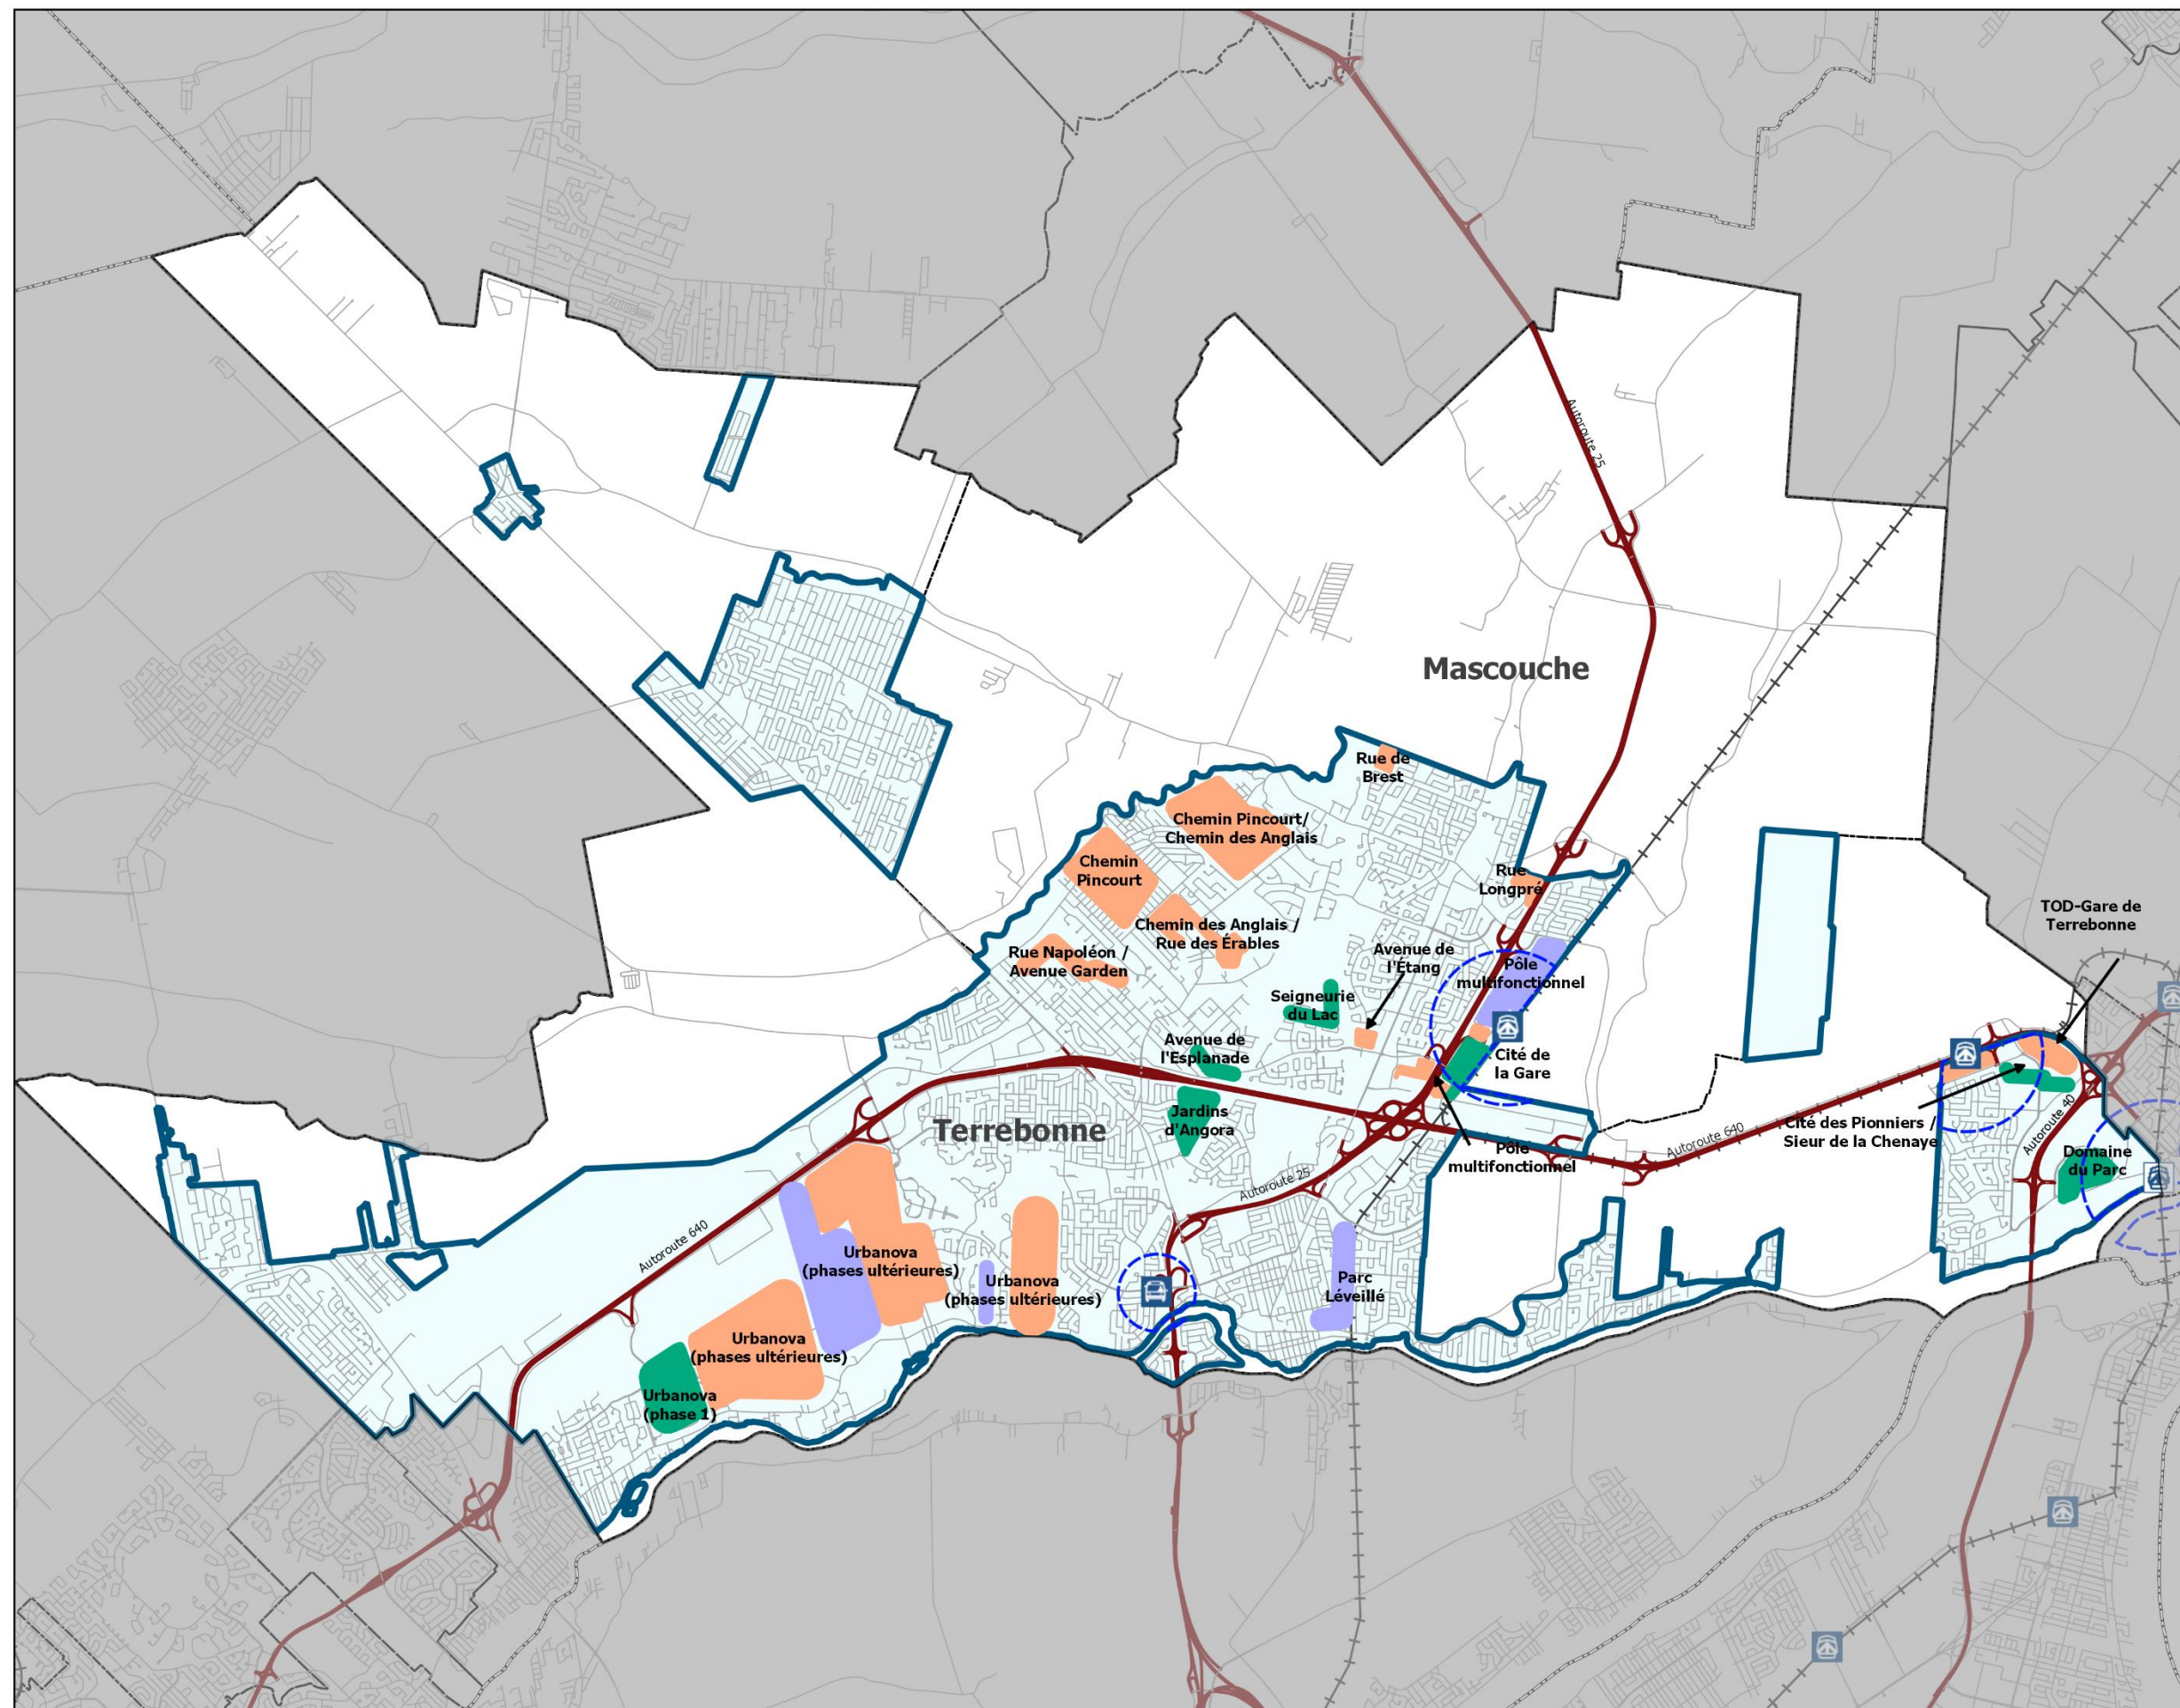 Autoroute 25
Mascouche
Rue de
Brest
Chemin Pincourt/
Chemin des Anglais
Chemin
Pincourt
Rue
Longpré
TOD-Gare de
Terrebonne
Chemin des Anglais /
Rue des Érables
Rue Napoléon /
Avenue Garden
Avenue de
l'Étang
Pôle
multifonctionnel
Seigneurie
du Lac
Avenue de
l'Esplanade
Cité de
la Gare
Jardins
d'Angora
Terrebonne
Cité des Pionniers /
Sieur de la Chenaye
Autoroute 40
Autoroute 640
Pôle
multifonctionnel
Domaine
du Parc
Autoroute 25
Autoroute 640
Urbanova
(phases ultérieures)
Urbanova
(phases ultérieures)
Parc
Léveillé
Urbanova
(phases ultérieures)
Urbanova
(phase 1)